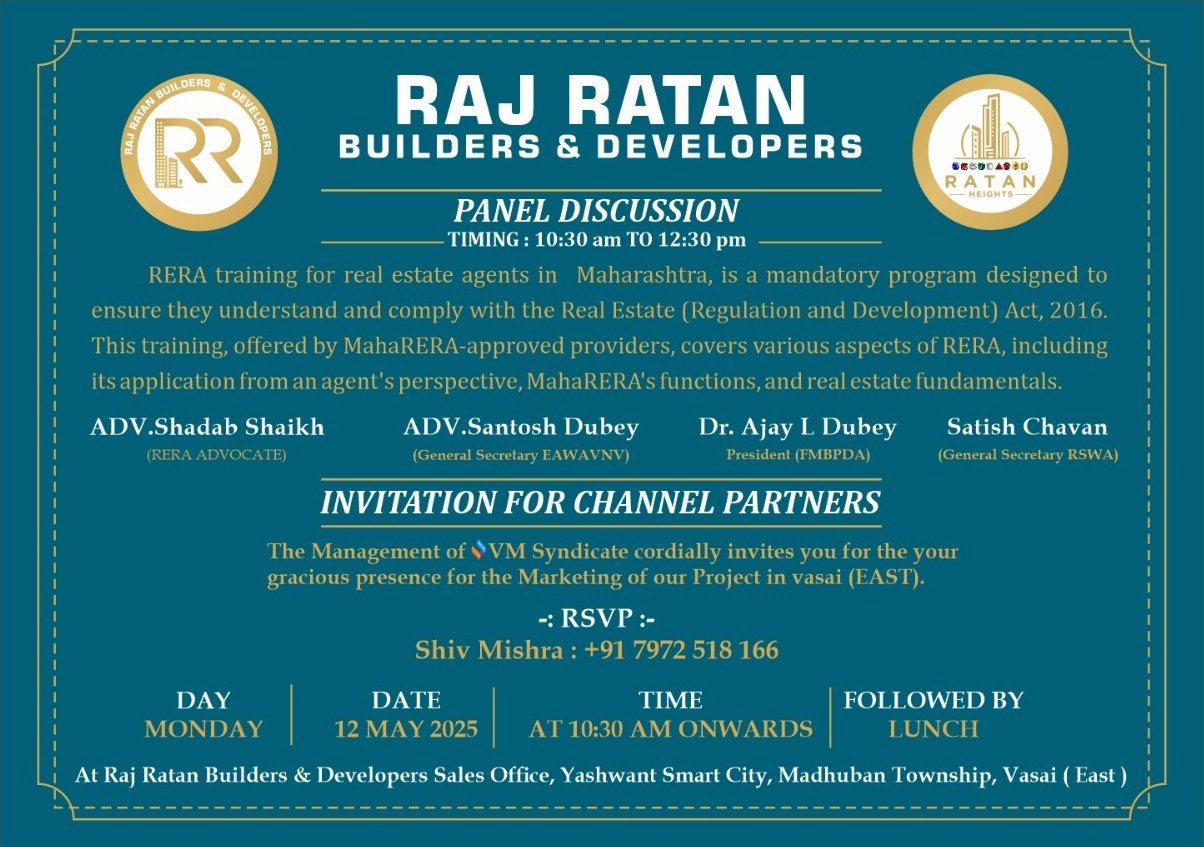 RAJ RATAN BUILDERS & DEVELOPERS
RR
RAJ RATAN
BUILDERS & DEVELOPERS
RATAN
HEIGHTS
PANEL DISCUSSION
TIMING : 10:30 am TO 12:30 pm
RERA training for real estate agents in Maharashtra, is a mandatory program designed to
ensure they understand and comply with the Real Estate (Regulation and Development) Act, 2016.
This training, offered by MahaRERA-approved providers, covers various aspects of RERA, including
its application from an agent's perspective, MahaRERA's functions, and real estate fundamentals.
ADV.Shadab Shaikh ADV.Santosh Dubey Dr. Ajay L Dubey Satish Chavan
(RERA ADVOCATE) (General Secretary EAWAVNV) President (FMBPDA) (General Secretary RSWA)
INVITATION FOR CHANNEL PARTNERS
The Management of VM Syndicate cordially invites you for the your
gracious presence for the Marketing of our Project in vasai (EAST).
-: RSVP :-
Shiv Mishra : +91 7972 518 166
DAY DATE TIME FOLLOWED BY
MONDAY 12 MAY 2025 AT 10:30 AM ONWARDS LUNCH
At Raj Ratan Builders & Developers Sales Office, Yashwant Smart City, Madhuban Township, Vasai ( East )